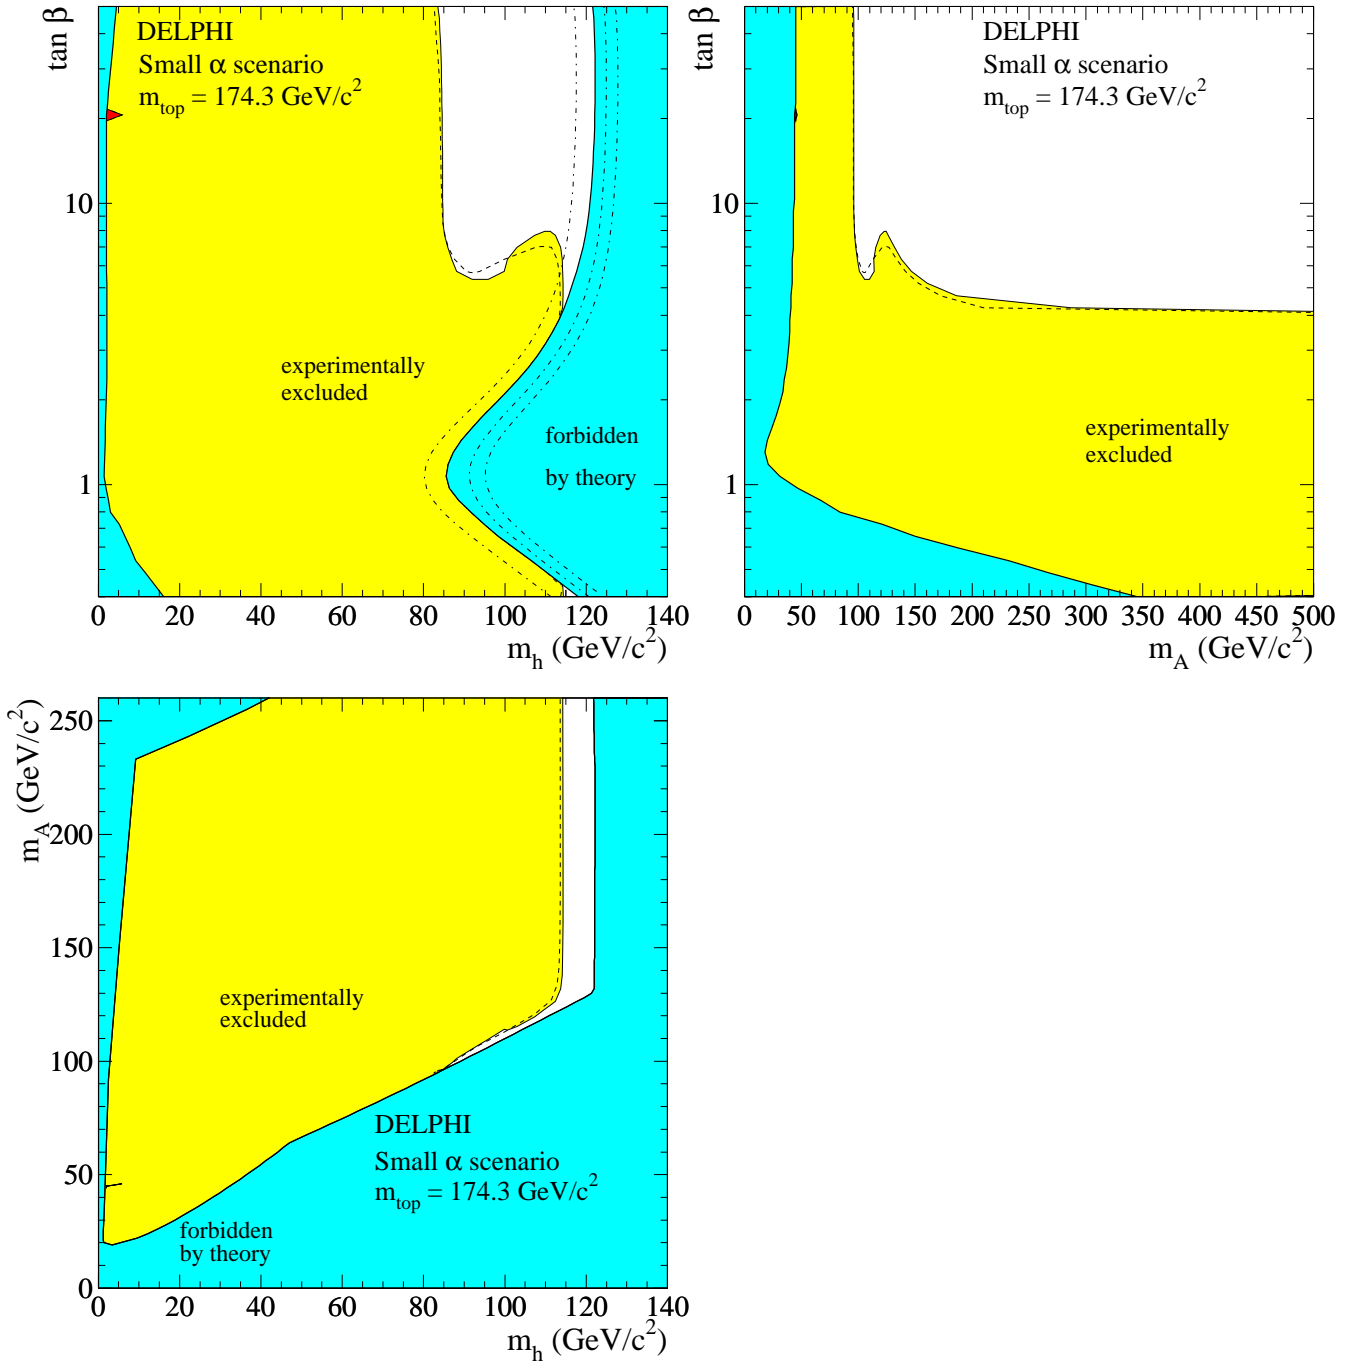 tan β
DELPHI
Small α scenario
m_top = 174.3 GeV/c²
10
1
experimentally
excluded
forbidden
by theory
0 20 40 60 80 100 120 140
m_h (GeV/c²)
tan β
DELPHI
Small α scenario
m_top = 174.3 GeV/c²
10
1
experimentally
excluded
0 50 100 150 200 250 300 350 400 450 500
m_A (GeV/c²)
m_A (GeV/c²)
250
200
150
100
50
0
experimentally
excluded
DELPHI
Small α scenario
m_top = 174.3 GeV/c²
forbidden
by theory
0 20 40 60 80 100 120 140
m_h (GeV/c²)